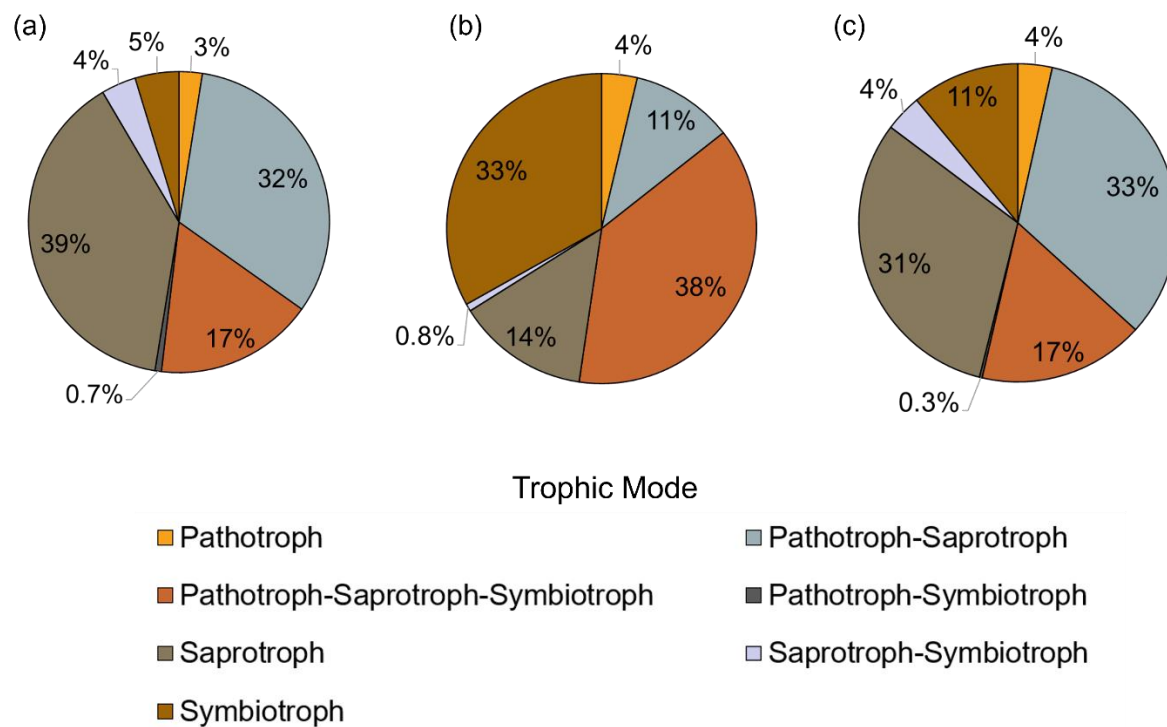 (a)
3%
32%
17%
0.7%
39%
4%
5%
(b)
4%
11%
38%
14%
0.8%
33%
(c)
4%
33%
17%
0.3%
31%
4%
11%
Trophic Mode
Pathotroph
Pathotroph-Saprotroph
Pathotroph-Saprotroph-Symbiotroph
Pathotroph-Symbiotroph
Saprotroph
Saprotroph-Symbiotroph
Symbiotroph